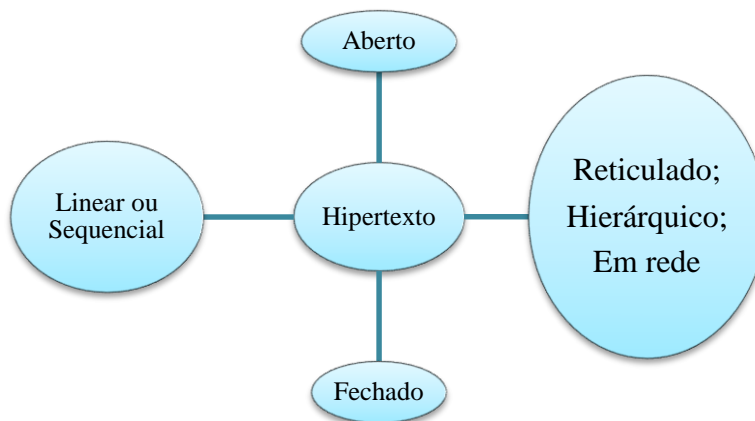 Aberto
Linear ou
Sequencial
Hipertexto
Reticulado;
Hierárquico;
Em rede
Fechado